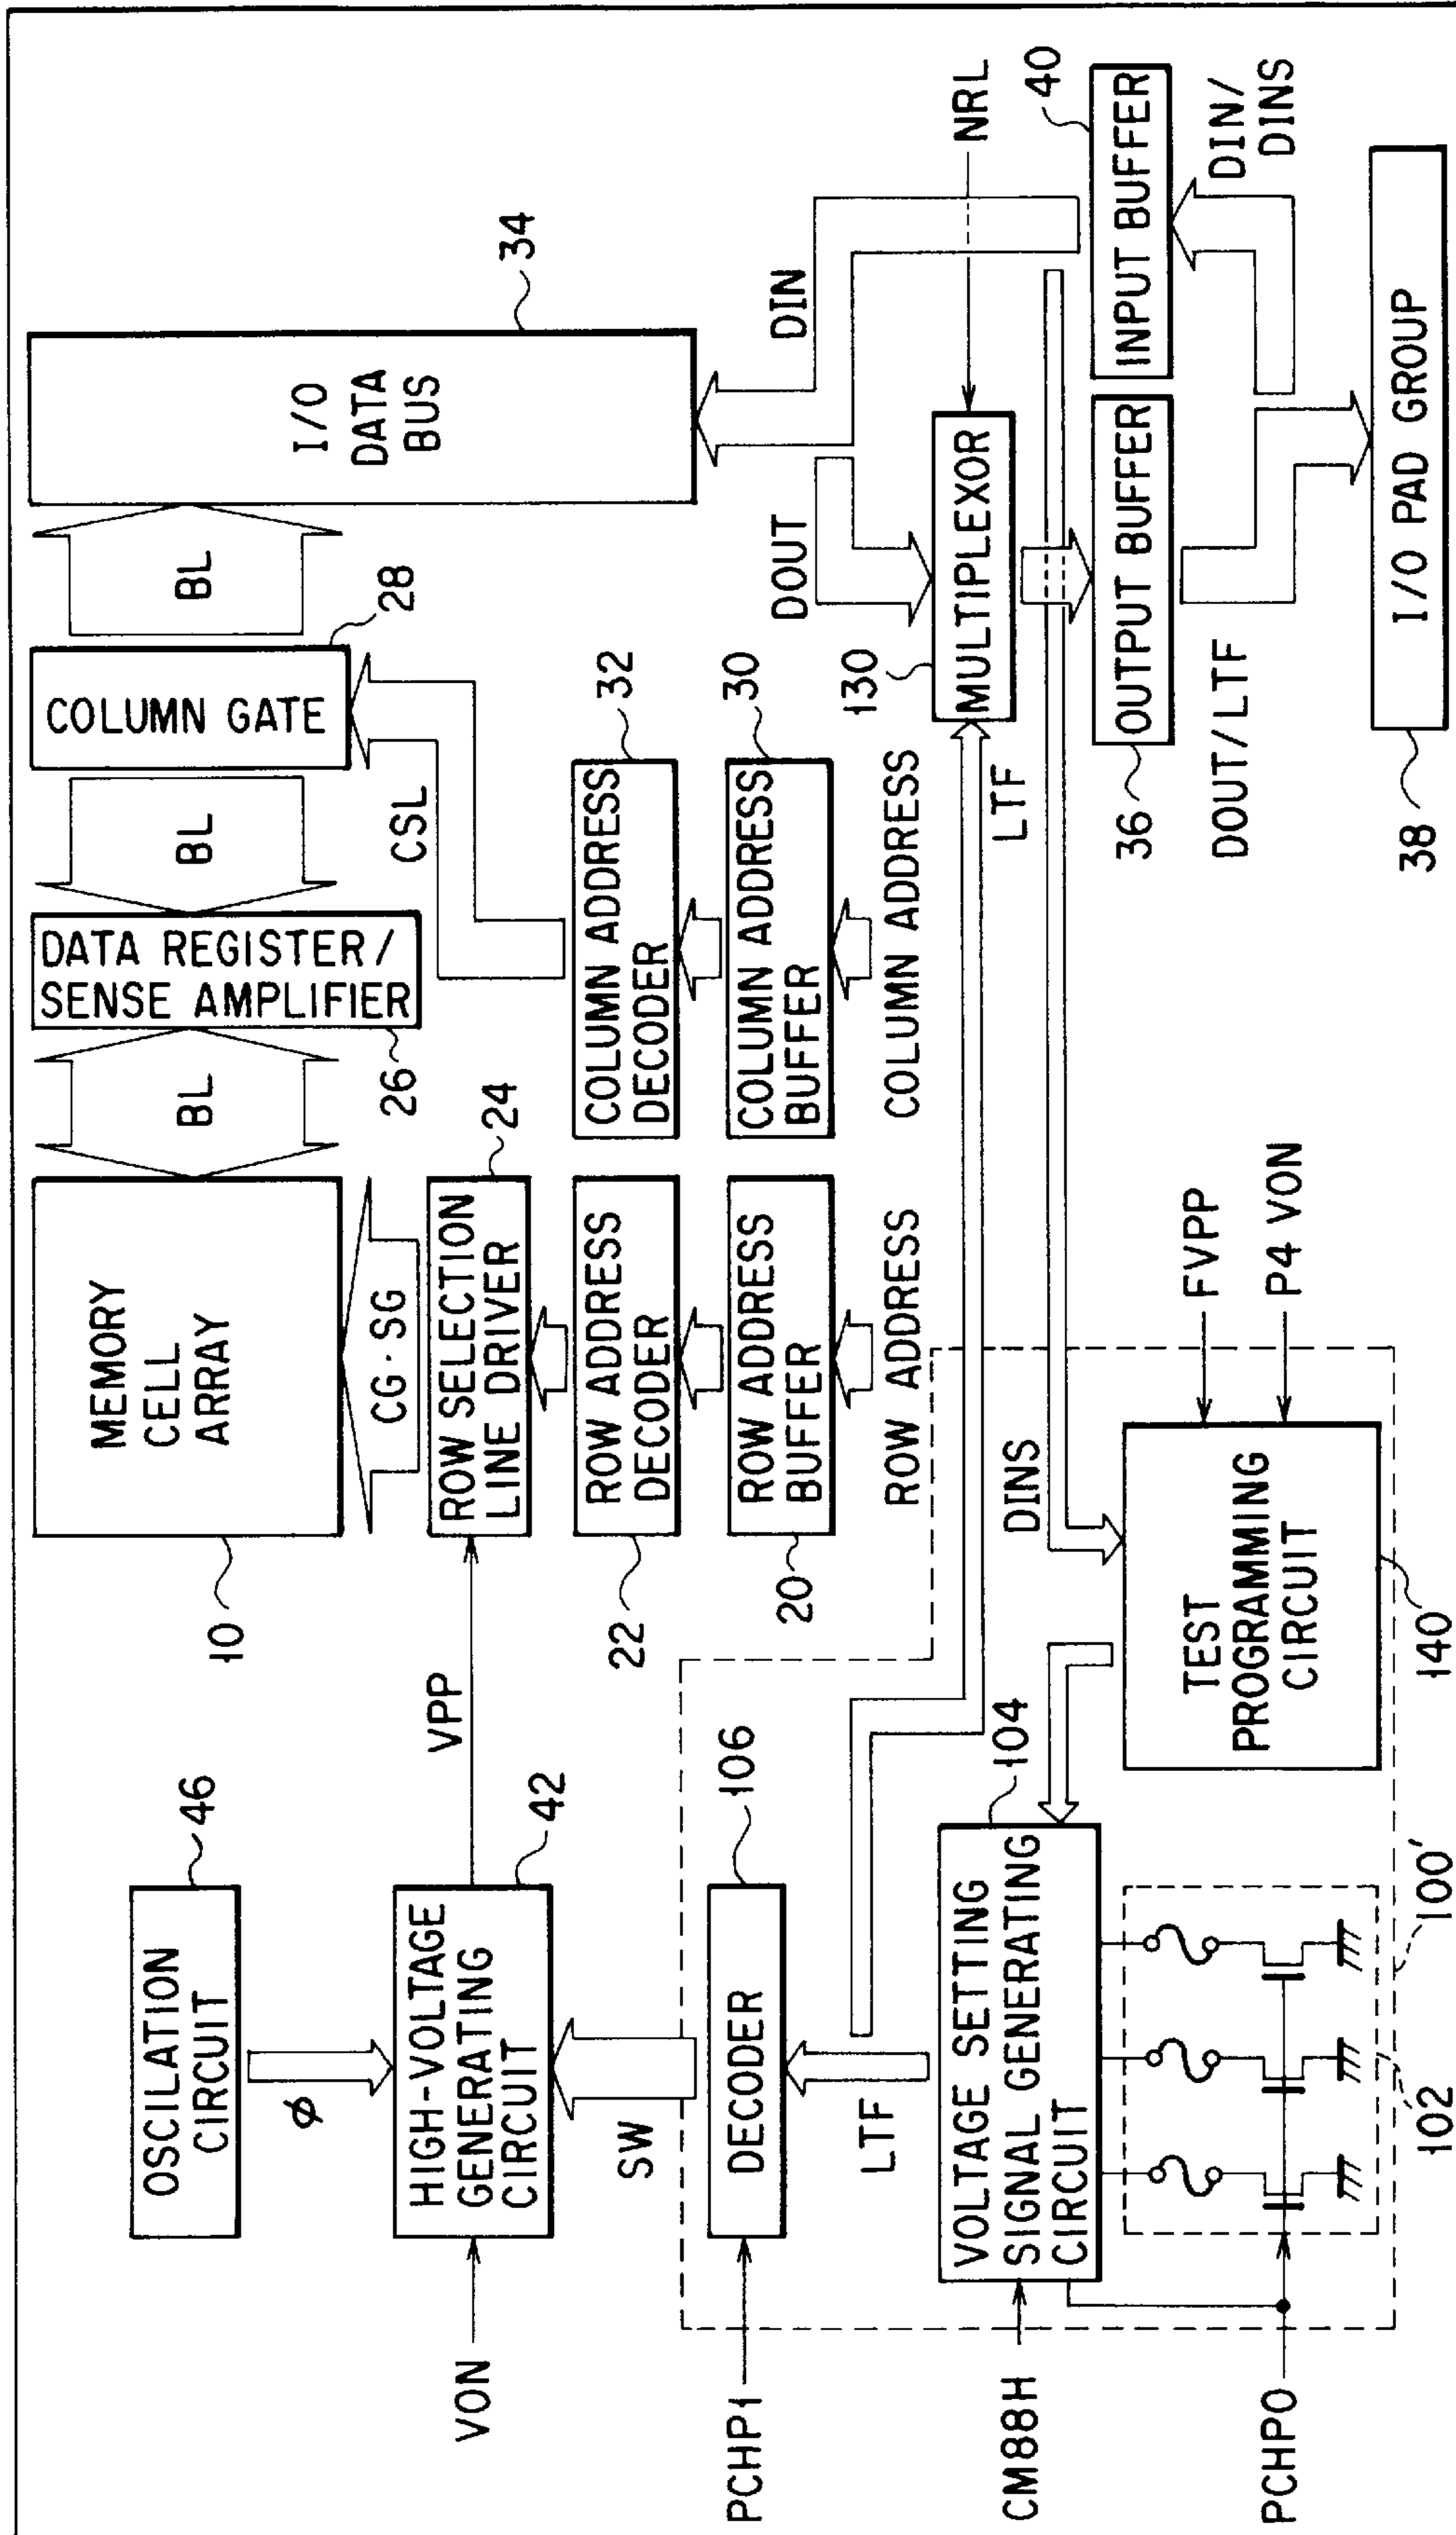 OSCILATION
CIRCUIT
46
Φ
VON
HIGH-VOLTAGE
GENERATING
CIRCUIT
42
VPP
SW
PCHP1
DECODER
106
LTF
CM88H
VOLTAGE SETTING
SIGNAL GENERATING
CIRCUIT
104
PCHP0
102
100'
MEMORY
CELL
ARRAY
10
CG·SG
ROW SELECTION
LINE DRIVER
24
ROW ADDRESS
DECODER
22
ROW ADDRESS
BUFFER
20
ROW ADDRESS
DINS
TEST
PROGRAMMING
CIRCUIT
140
FVPP
P4 VON
BL
DATA REGISTER/
SENSE AMPLIFIER
26
BL
COLUMN GATE
28
CSL
COLUMN ADDRESS
DECODER
32
COLUMN ADDRESS
BUFFER
30
COLUMN ADDRESS
BL
I/O
DATA
BUS
34
DIN
DOUT
MULTIPLEXOR
130
LTF
NRL
OUTPUT BUFFER
36
INPUT BUFFER
40
DOUT/LTF
DIN/
DINS
I/O PAD GROUP
38